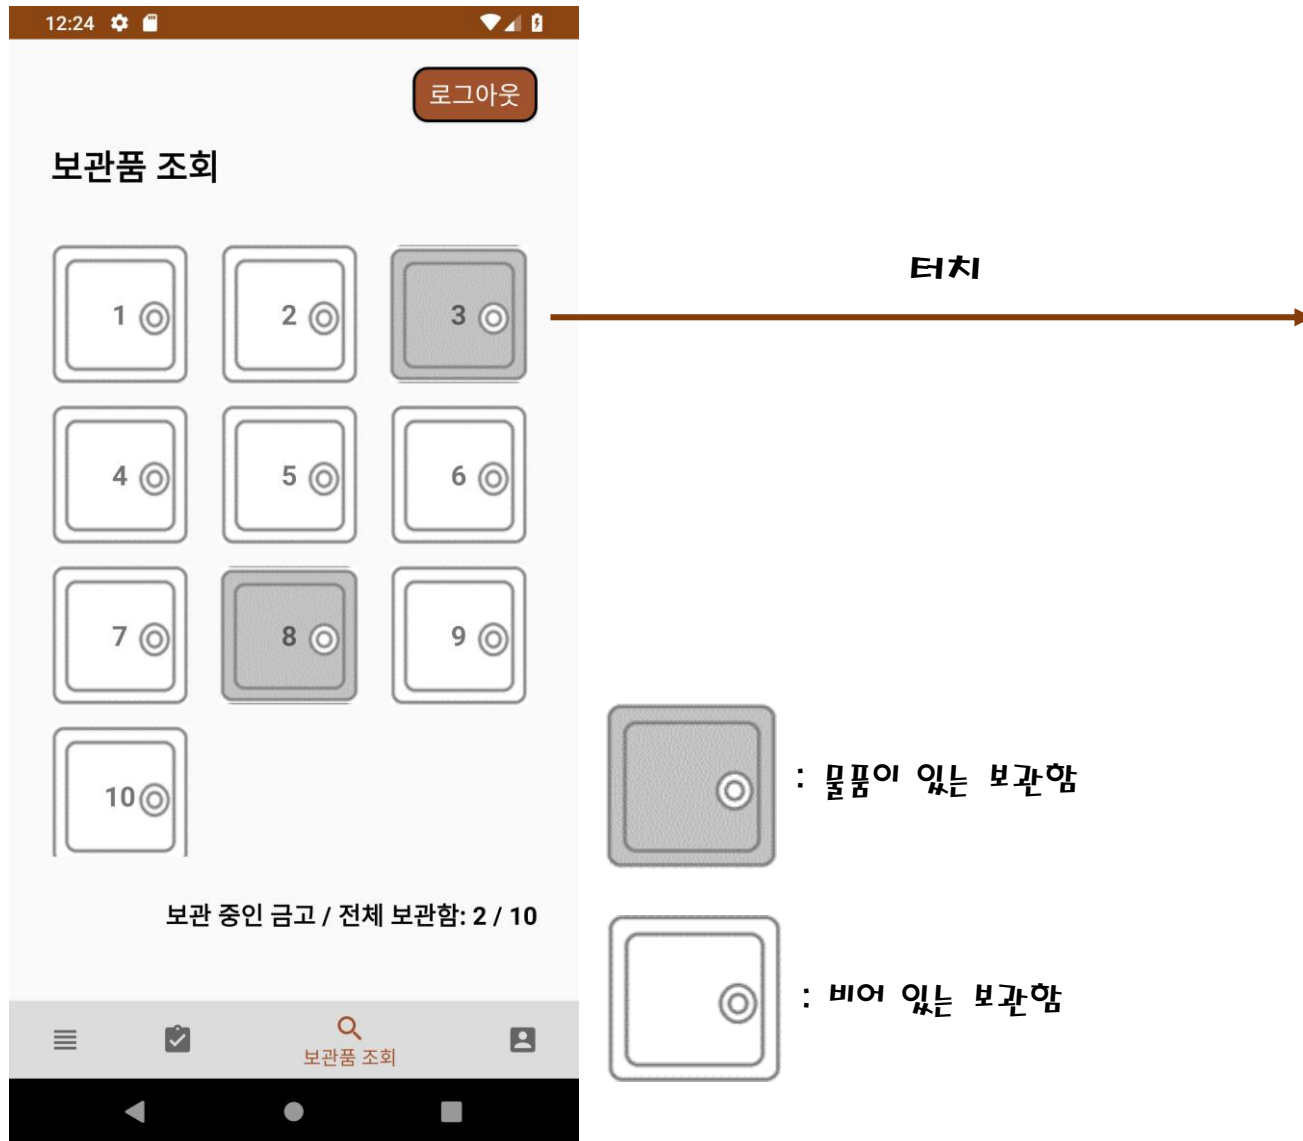 12:24
로그아웃
보관품 조회
1 2 3
4 5 6
7 8 9
10
보관 중인 금고 / 전체 보관함: 2 / 10
보관품 조회
터치
: 물품이 있는 보관함
: 비어 있는 보관함